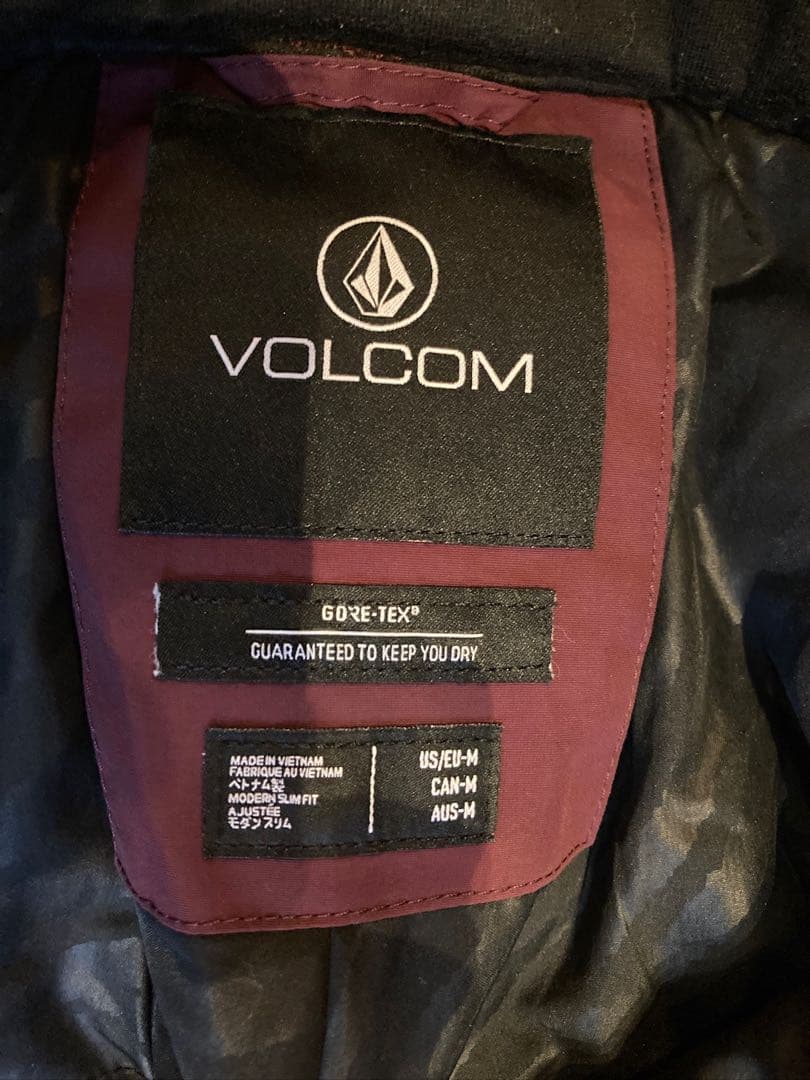 VOLCOM
GORE-TEX®
GUARANTEED TO KEEP YOU DRY
MADE IN VIETNAM
FABRIQUE AU VIETNAM
ベトナム製
MODERN SLIM FIT
AJUSTÉE
モダンスリム
US/EU-M
CAN-M
AUS-M